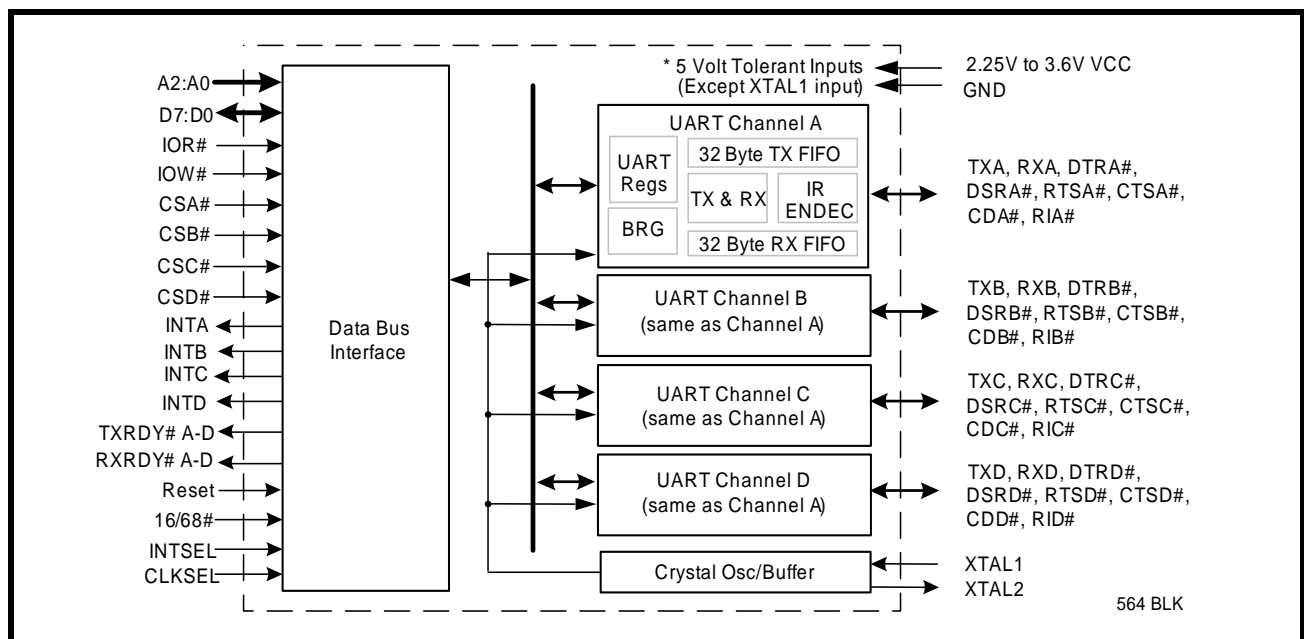 A2:A0
D7:D0
IOR#
IOW#
CSA#
CSB#
CSC#
CSD#
INTA
INTB
INTC
INTD
TXRDY# A-D
RXRDY# A-D
Reset
16/68#
INTSEL
CLKSEL
Data Bus
Interface
* 5 Volt Tolerant Inputs
(Except XTAL1 input)
2.25V to 3.6V VCC
GND
UART Channel A
UART
Regs
BRG
32 Byte TX FIFO
TX & RX
IR
ENDEC
32 Byte RX FIFO
TXA, RXA, DTRA#,
DSRA#, RTSA#, CTSA#,
CDA#, RIA#
UART Channel B
(same as Channel A)
TXB, RXB, DTRB#,
DSRB#, RTSB#, CTSB#,
CDB#, RIB#
UART Channel C
(same as Channel A)
TXC, RXC, DTRC#,
DSRC#, RTSC#, CTSC#,
CDC#, RIC#
UART Channel D
(same as Channel A)
TXD, RXD, DTRD#,
DSRD#, RTSD#, CTSD#,
CDD#, RID#
Crystal Osc/Buffer
XTAL1
XTAL2
564 BLK